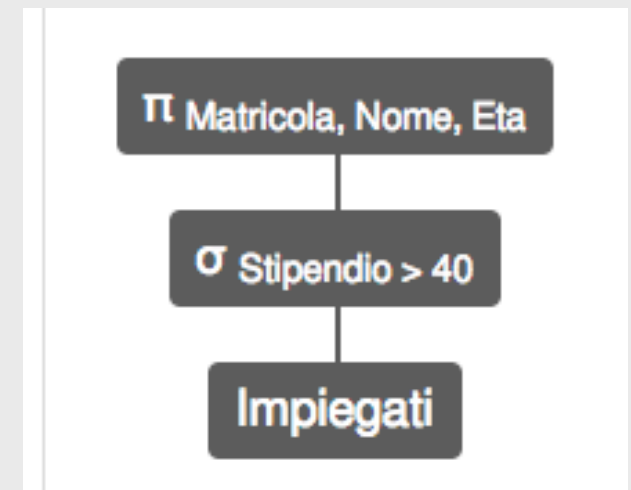 π Matricola, Nome, Eta
σ Stipendio > 40
Impiegati